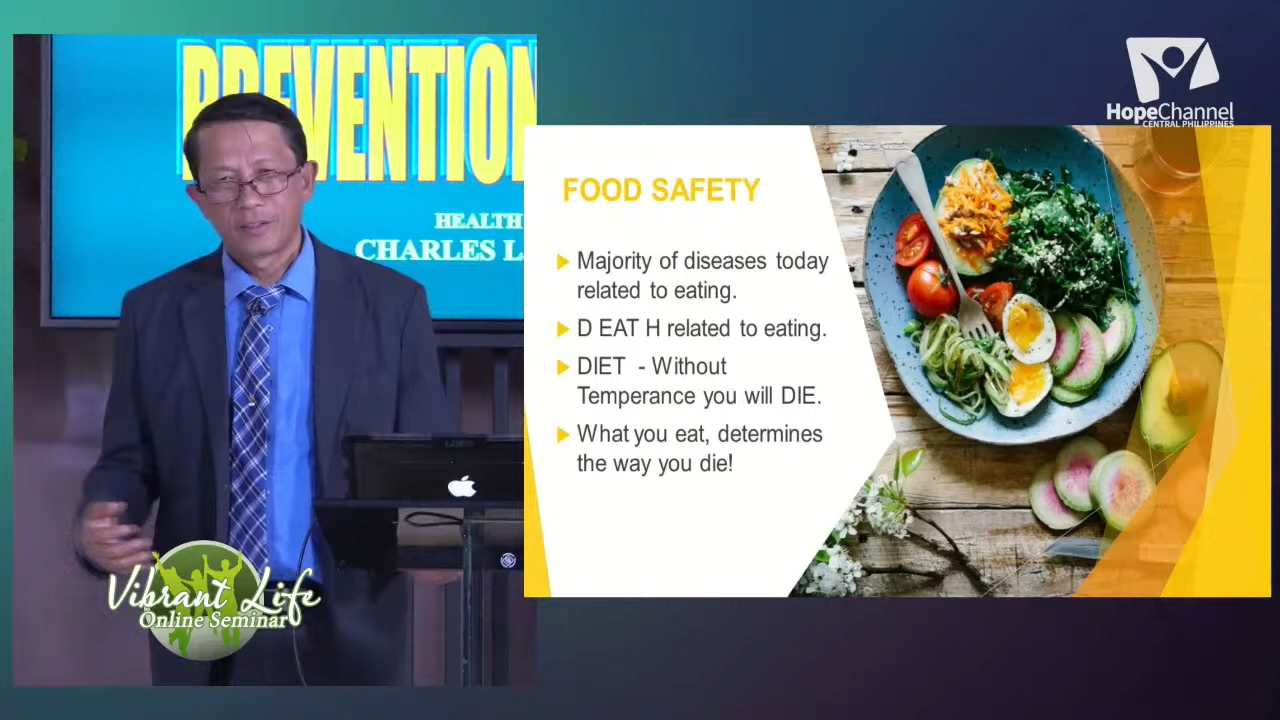 PREVENTION
HEALTH
CHARLES L
HopeChannel
CENTRAL PHILIPPINES
FOOD SAFETY
Majority of diseases today
related to eating.
D EAT H related to eating.
DIET - Without
Temperance you will DIE.
What you eat, determines
the way you die!
Vibrant Life
Online Seminar